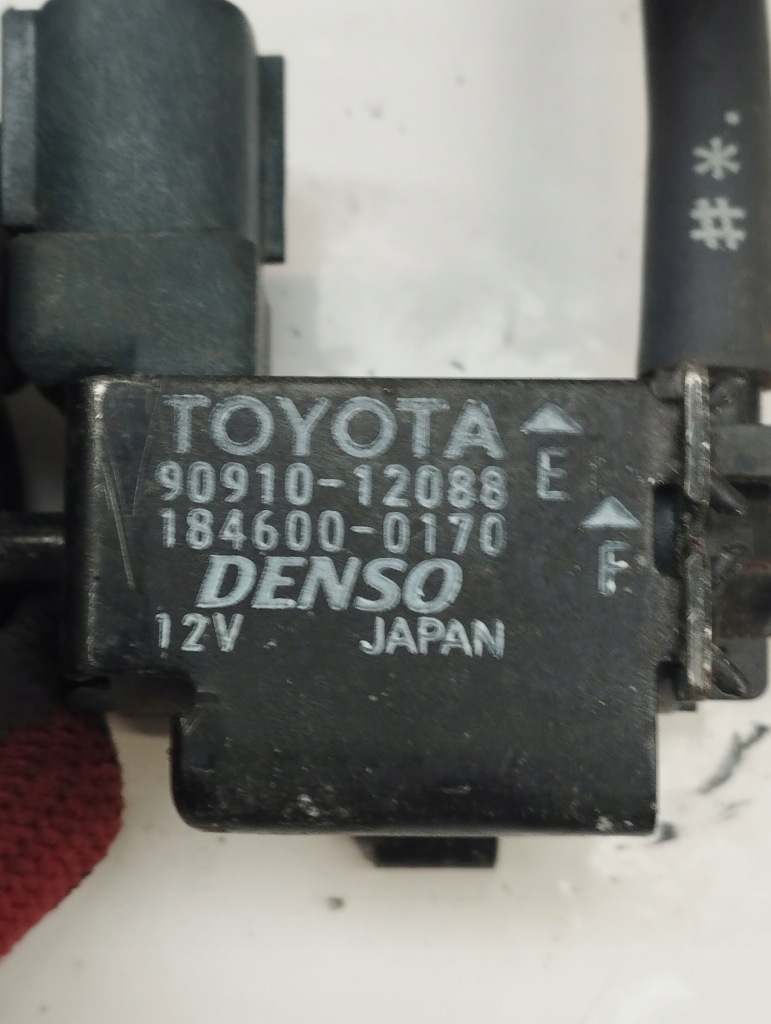 #*·
TOYOTA
90910-12088 E
184600-0170 F
DENSO
12V JAPAN